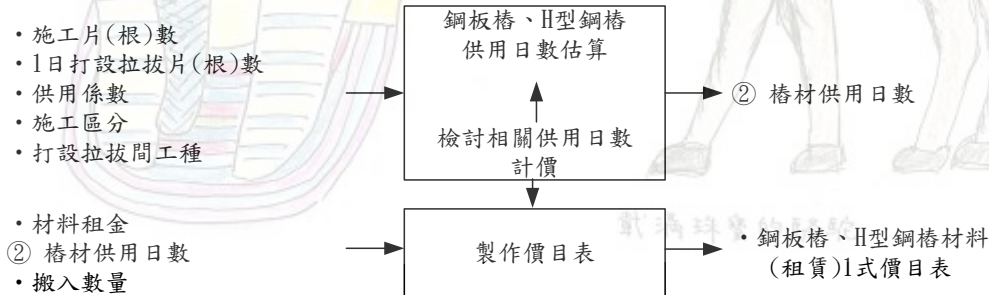 ・施工片(根)數
・1日打設拉拔片(根)數
・供用係數
・施工區分
・打設拉拔間工種
鋼板樁、H型鋼樁
供用日數估算
檢討相關供用日數
計價
② 樁材供用日數
・材料租金
② 樁材供用日數
・搬入數量
製作價目表
・鋼板樁、H型鋼樁材料
(租賃)1式價目表